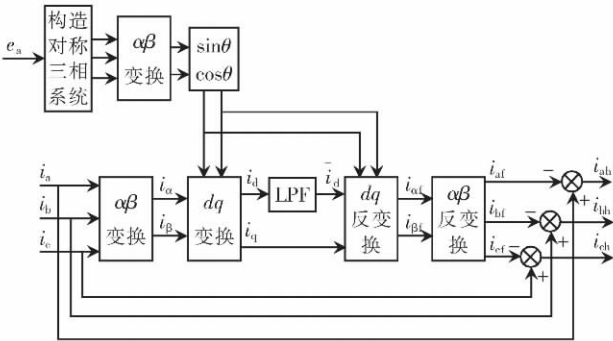 构造
对称
三相
系统
αβ
变换
sinθ
cosθ
e_a
i_a
i_b
i_c
αβ
变换
i_α
i_β
dq
变换
i_d
i_q
LPF
i̅_d
dq
反变
换
i_αf
i_βf
αβ
反变
换
i_af
i_bf
i_cf
−
+
−
+
−
+
i_ah
i_bh
i_ch